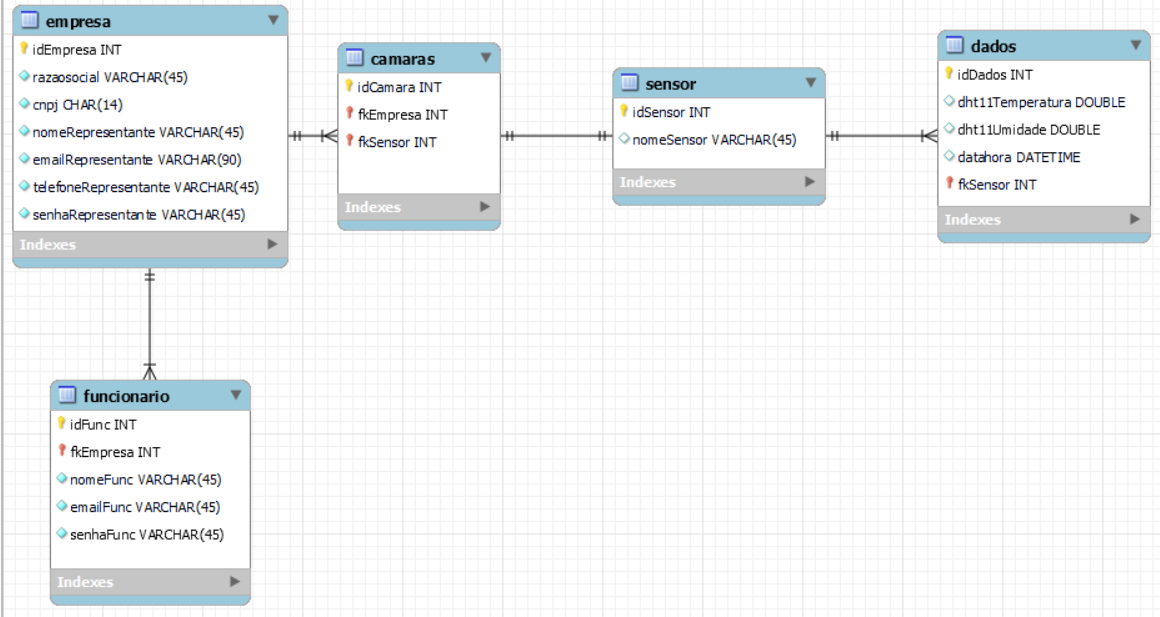 empresa
idEmpresa INT
razaosocial VARCHAR(45)
cnpj CHAR(14)
nomeRepresentante VARCHAR(45)
emailRepresentante VARCHAR(90)
telefoneRepresentante VARCHAR(45)
senhaRepresentante VARCHAR(45)
Indexes
camaras
idCamara INT
fkEmpresa INT
fkSensor INT
Indexes
sensor
idSensor INT
nomeSensor VARCHAR(45)
Indexes
dados
idDados INT
dht11Temperatura DOUBLE
dht11Umidade DOUBLE
datahora DATETIME
fkSensor INT
Indexes
funcionario
idFunc INT
fkEmpresa INT
nomeFunc VARCHAR(45)
emailFunc VARCHAR(45)
senhaFunc VARCHAR(45)
Indexes